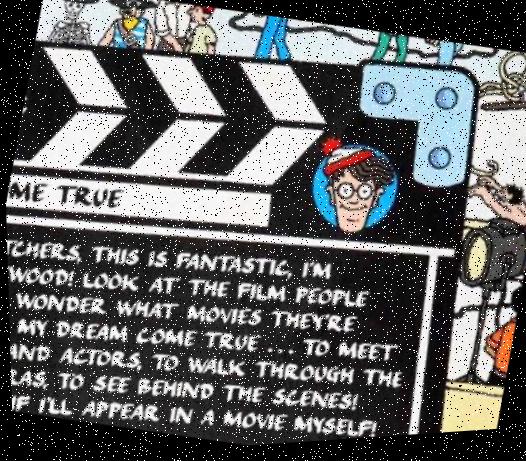 ME TRUE
TCHERS, THIS IS FANTASTIC, I'M
WOOD! LOOK AT THE FILM PEOPLE
WONDER WHAT MOVIES THEY'RE
MY DREAM COME TRUE ... TO MEET
AND ACTORS, TO WALK THROUGH THE
RAS, TO SEE BEHIND THE SCENES!
IF I'LL APPEAR IN A MOVIE MYSELF!